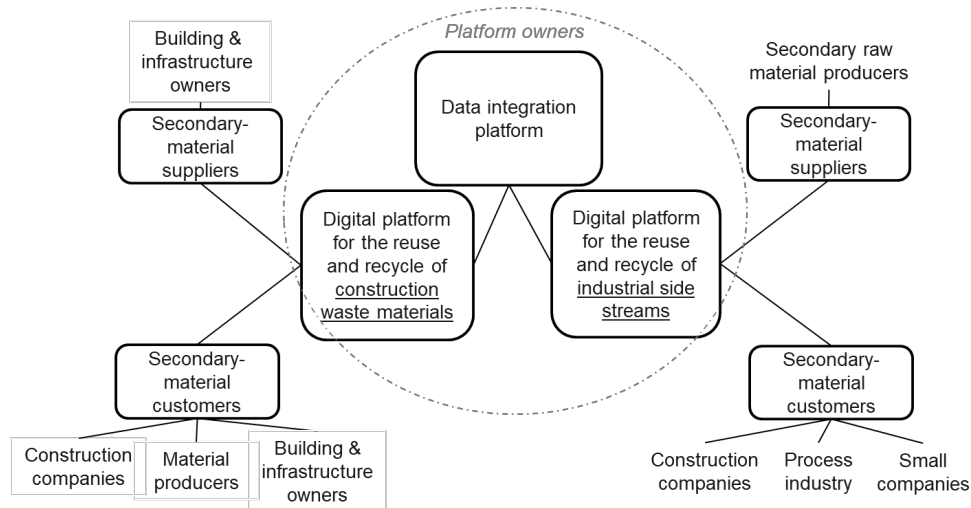 Platform owners
Building &
infrastructure
owners
Secondary-
material
suppliers
Data integration
platform
Secondary raw
material producers
Secondary-
material
suppliers
Digital platform
for the reuse
and recycle of
construction
waste materials
Digital platform
for the reuse
and recycle of
industrial side
streams
Secondary-
material
customers
Construction
companies
Material
producers
Building &
infrastructure
owners
Secondary-
material
customers
Construction
companies
Process
industry
Small
companies